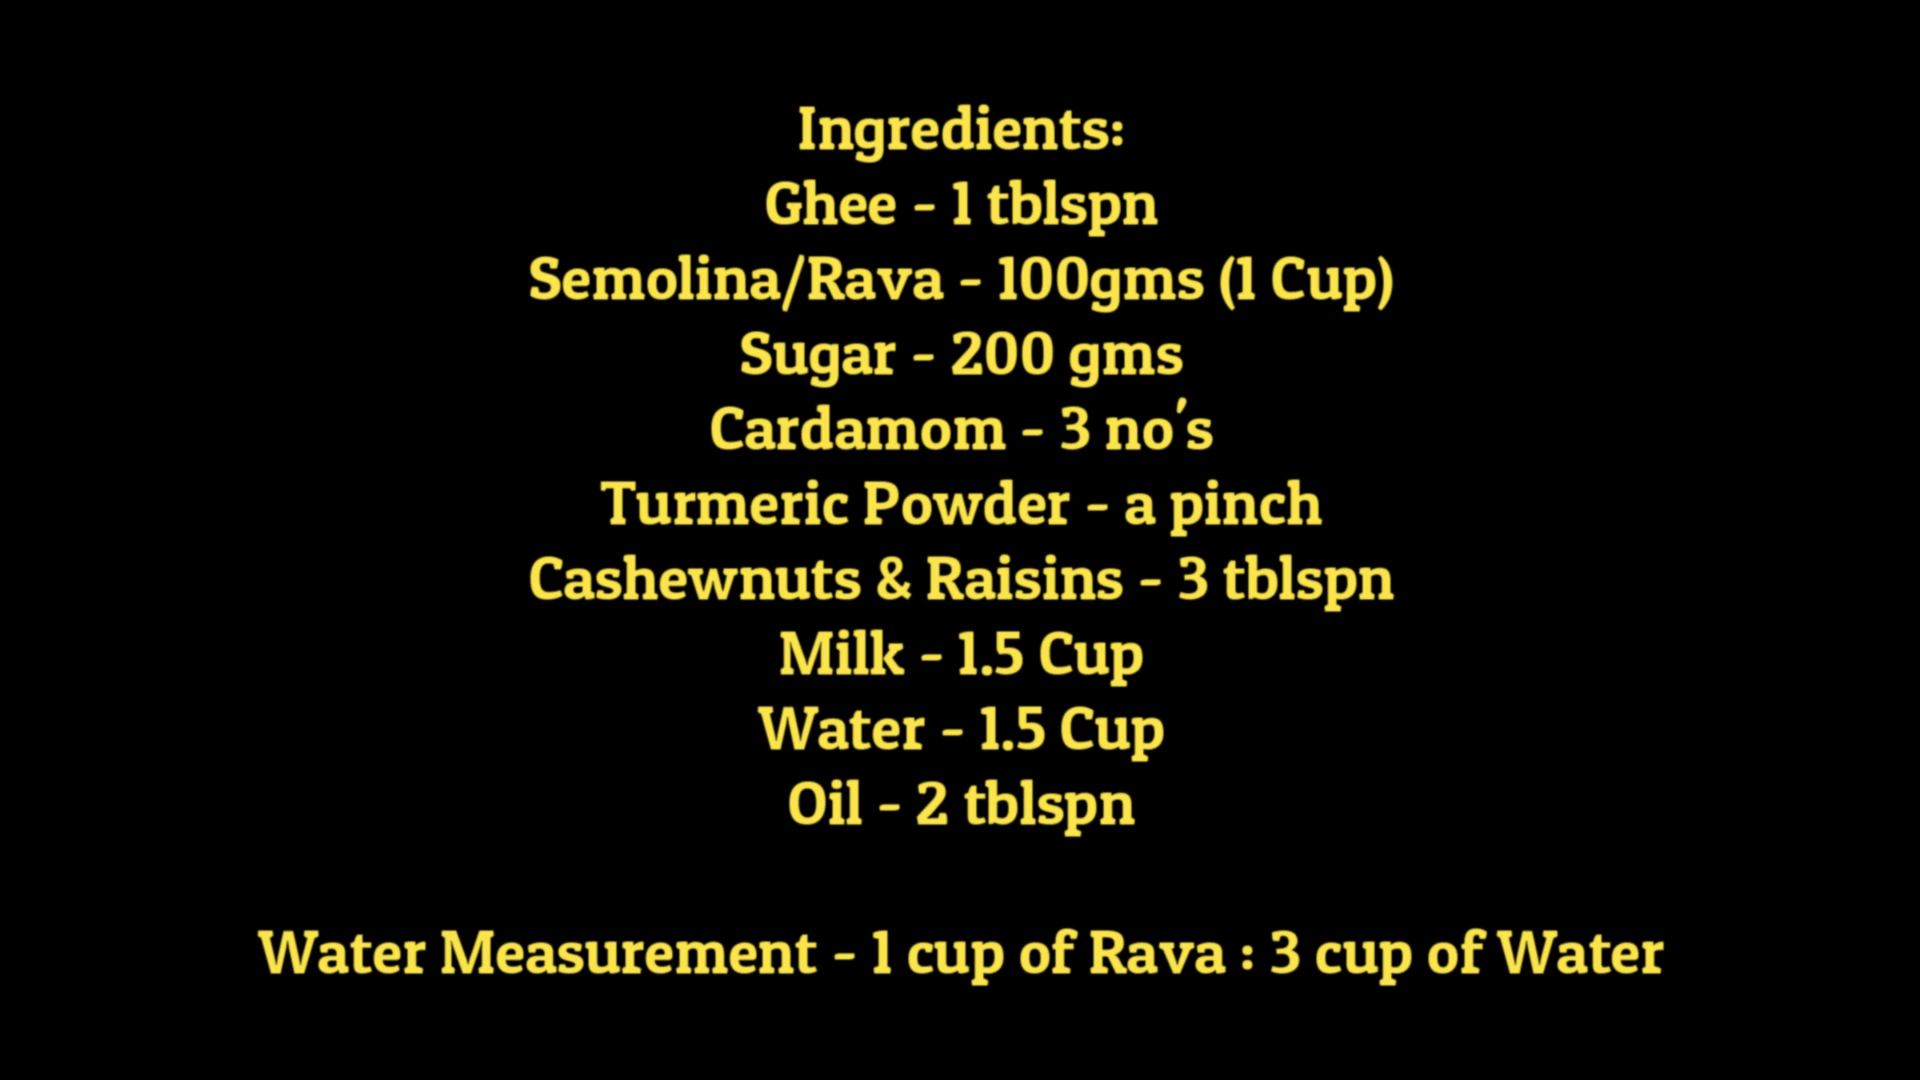 Ingredients:
Ghee - 1 tblspn
Semolina/Rava - 100gms (1 Cup)
Sugar - 200 gms
Cardamom - 3 no's
Turmeric Powder - a pinch
Cashewnuts & Raisins - 3 tblspn
Milk - 1.5 Cup
Water - 1.5 Cup
Oil - 2 tblspn
Water Measurement - 1 cup of Rava : 3 cup of Water